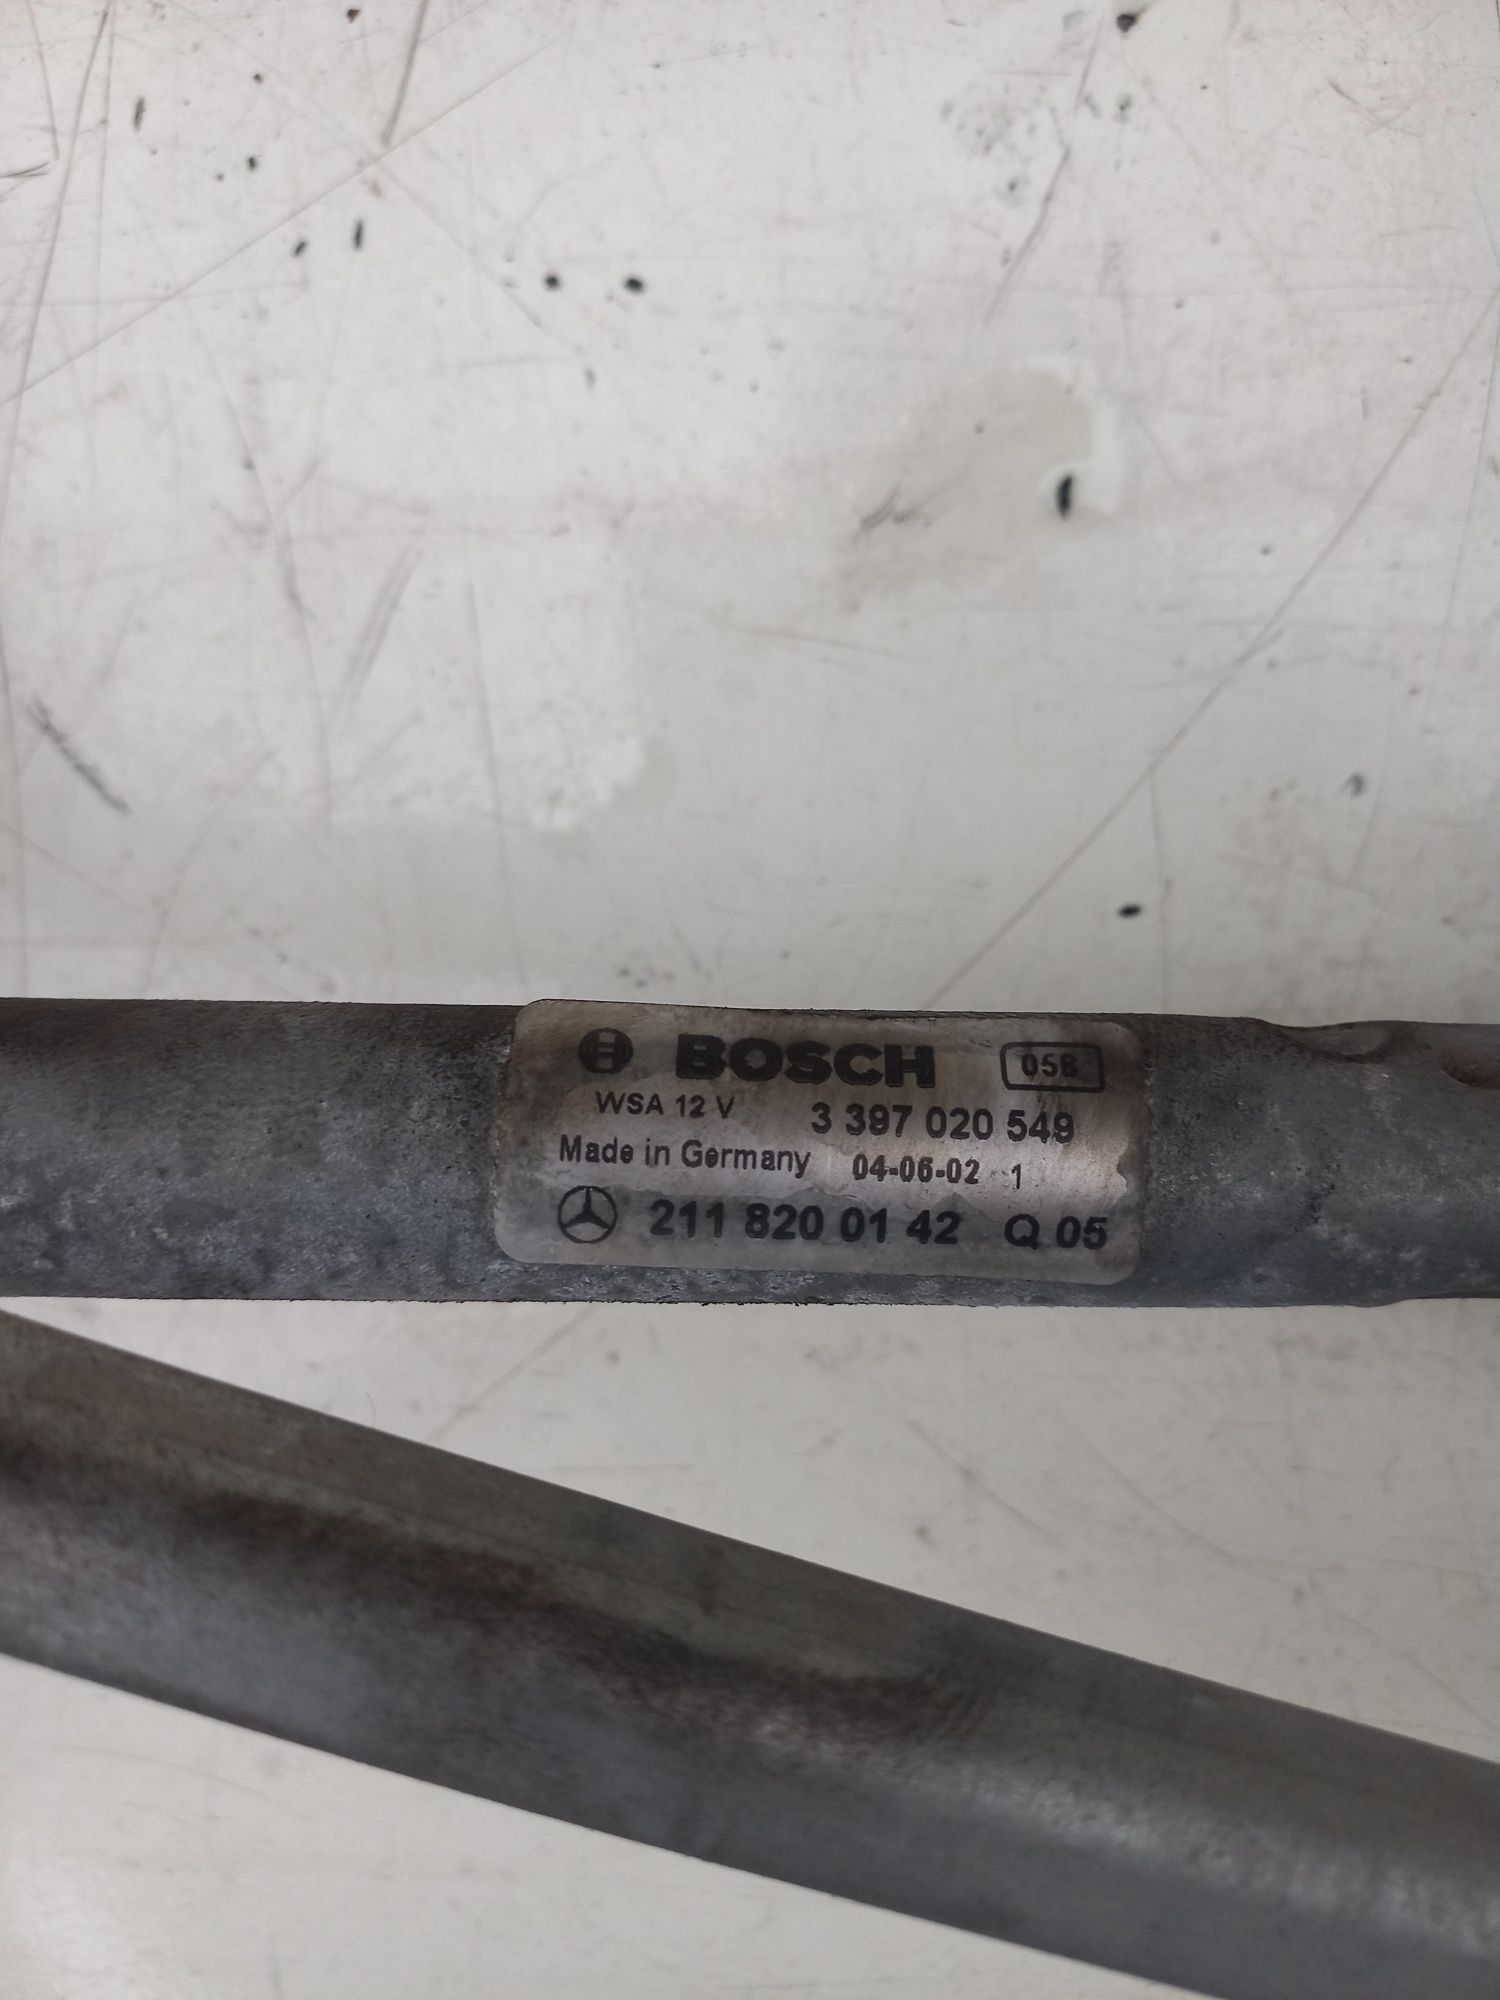 BOSCH 058
WSA 12 V 3 397 020 549
Made in Germany 04-06-02 1
211 820 01 42 Q 05